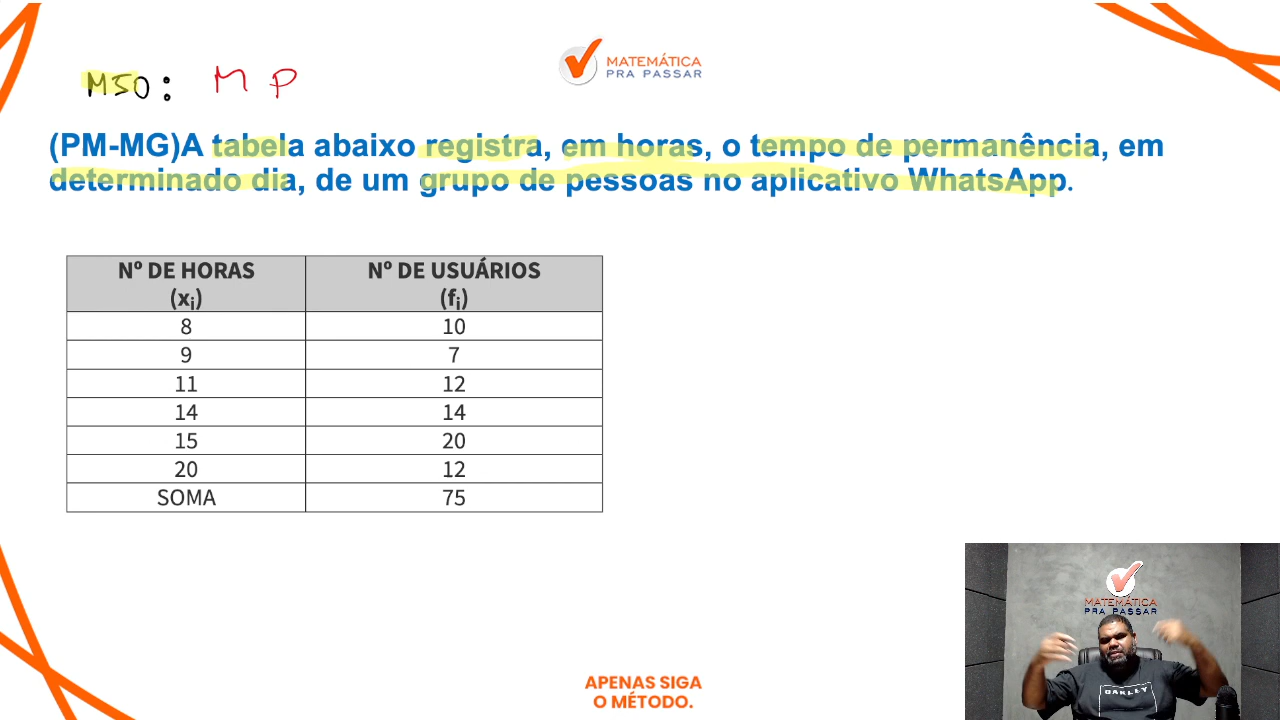 MATEMÁTICA
PRA PASSAR
M50: M P
(PM-MG)A tabela abaixo registra, em horas, o tempo de permanência, em
determinado dia, de um grupo de pessoas no aplicativo WhatsApp.
Nº DE HORAS Nº DE USUÁRIOS
(xi) (fi)
8 10
9 7
11 12
14 14
15 20
20 12
SOMA 75
MATEMÁTICA
PRA PASSAR
OAKLEY
APENAS SIGA
O MÉTODO.